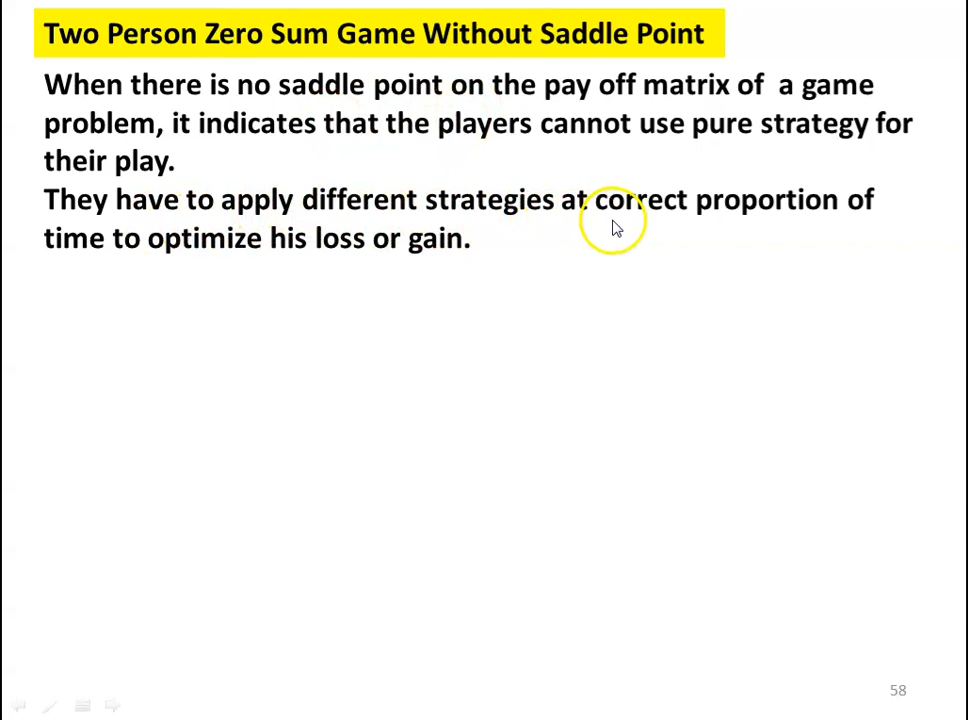 Two Person Zero Sum Game Without Saddle Point
When there is no saddle point on the pay off matrix of a game
problem, it indicates that the players cannot use pure strategy for
their play.
They have to apply different strategies at correct proportion of
time to optimize his loss or gain.
58